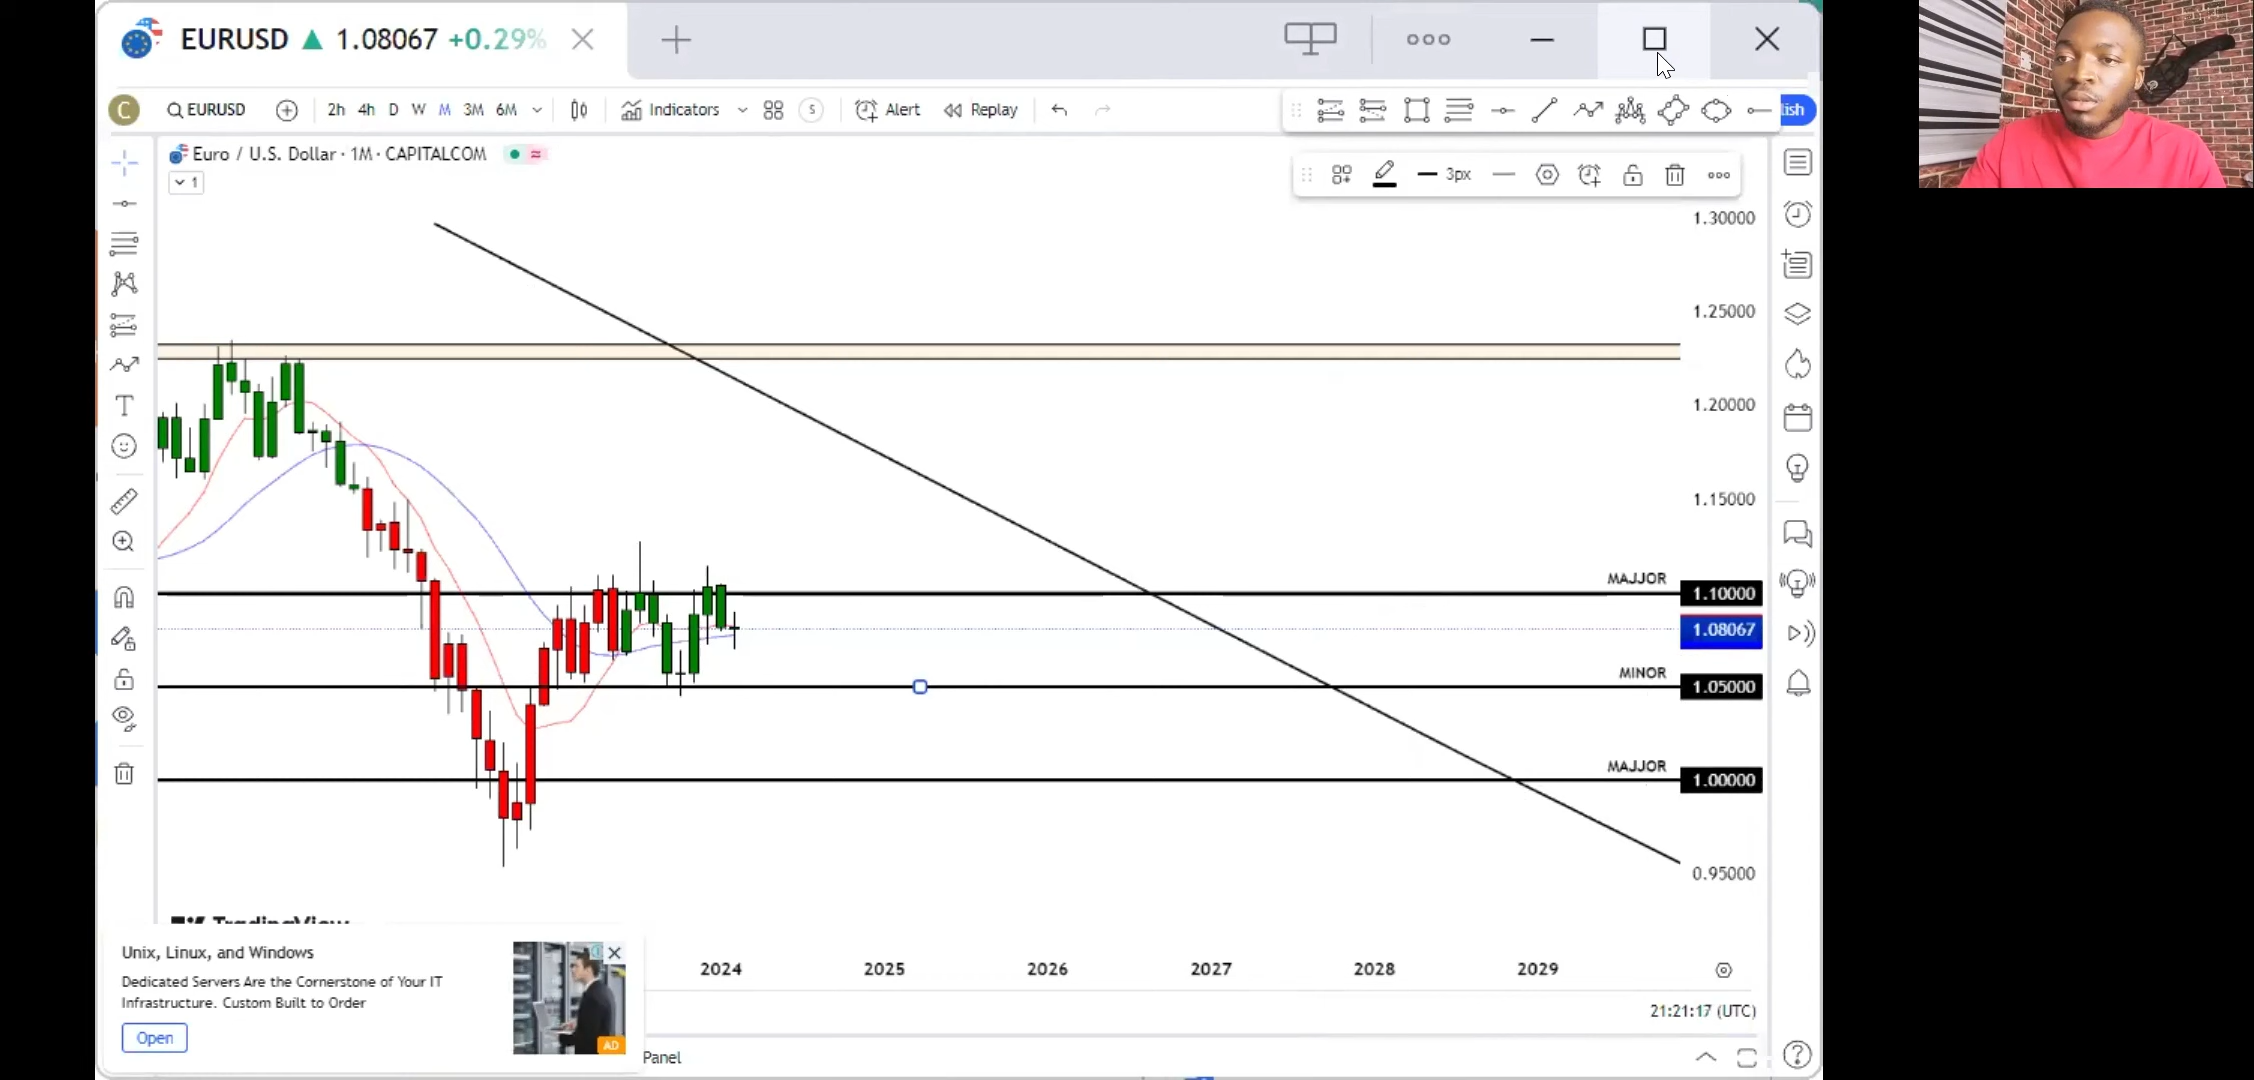 EURUSD ▲ 1.08067 +0.29%
C EURUSD 2h 4h D W M 3M 6M Indicators S Alert Replay lish
Euro / U.S. Dollar · 1M · CAPITALCOM
1
3px
1.30000
1.25000
1.20000
1.15000
MAJJOR 1.10000
1.08067
MINOR 1.05000
MAJJOR 1.00000
0.95000
TradingView
Unix, Linux, and Windows
Dedicated Servers Are the Cornerstone of Your IT
Infrastructure. Custom Built to Order
Open
AD
2024 2025 2026 2027 2028 2029
21:21:17 (UTC)
Panel